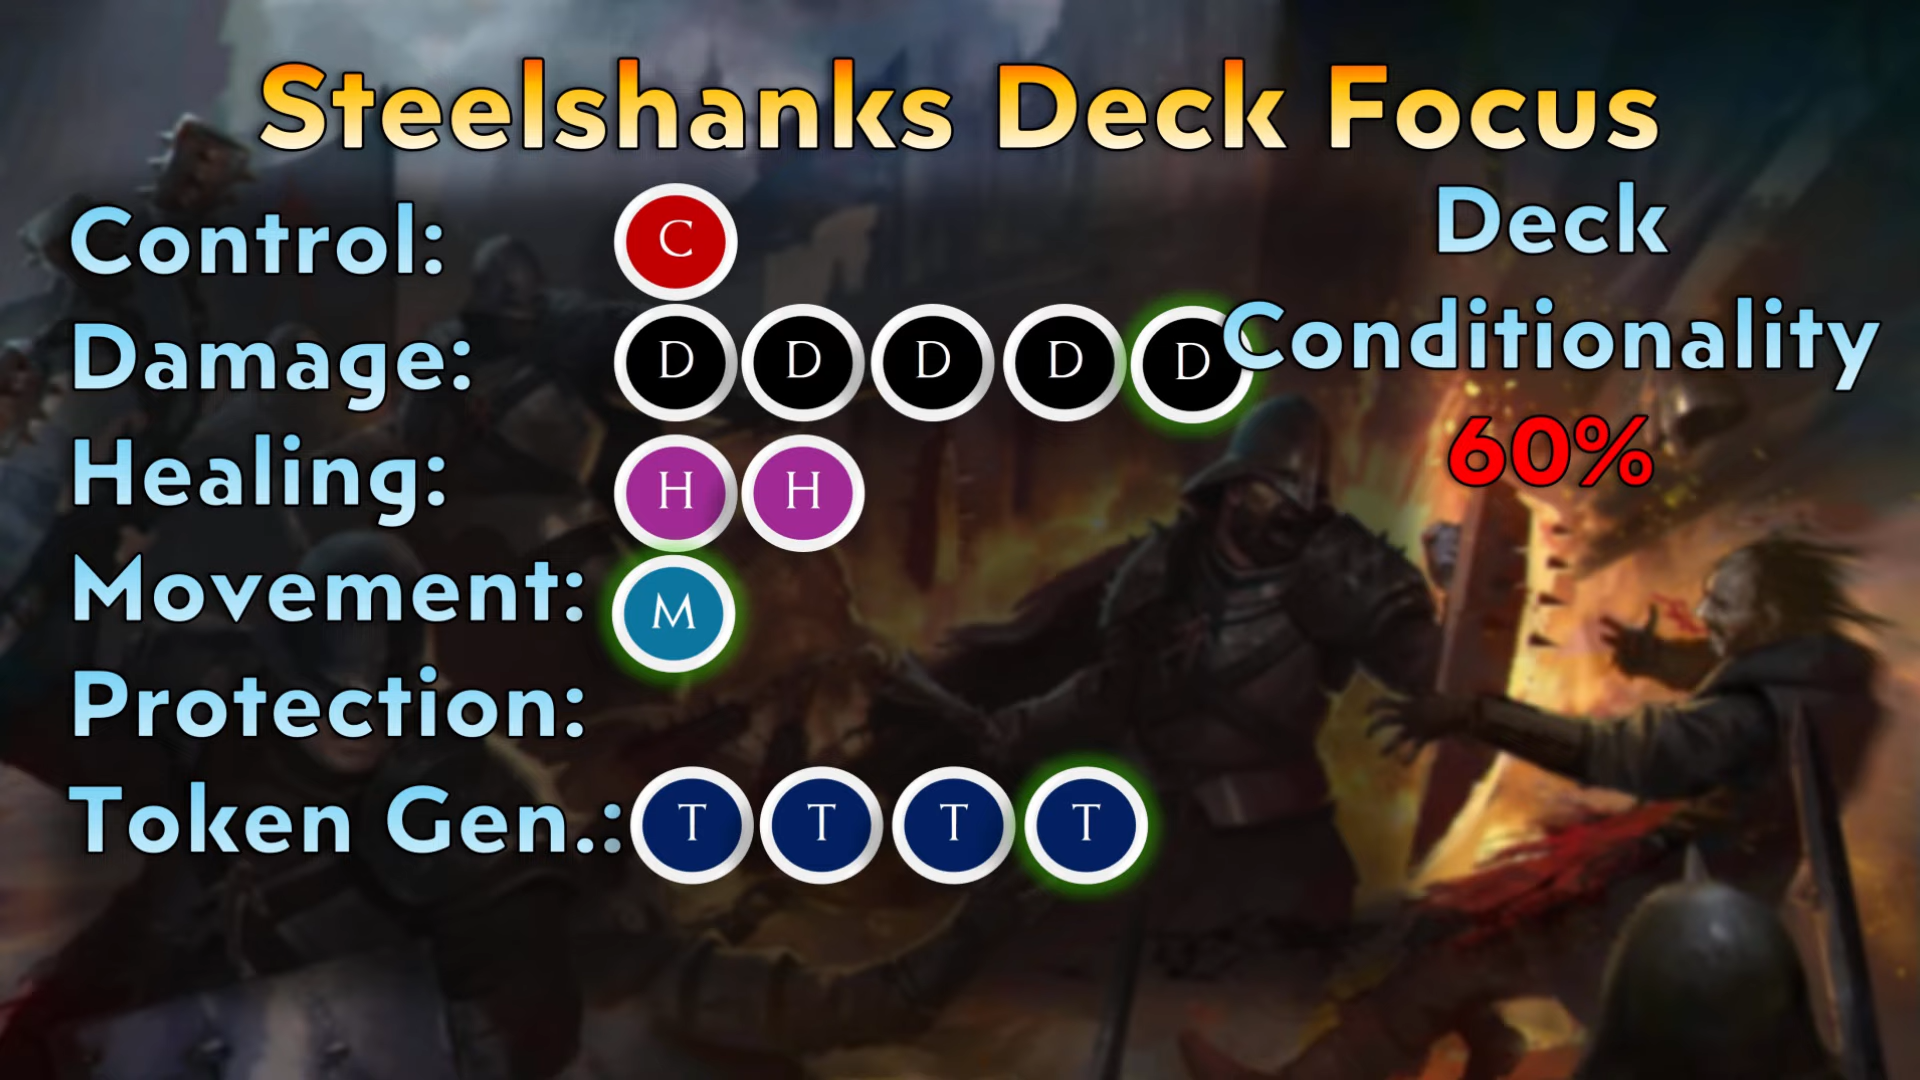 Steelshanks Deck Focus
Control: C
Damage: D D D D D
Healing: H H
Movement: M
Protection:
Token Gen.: T T T T
Deck
Conditionality
60%